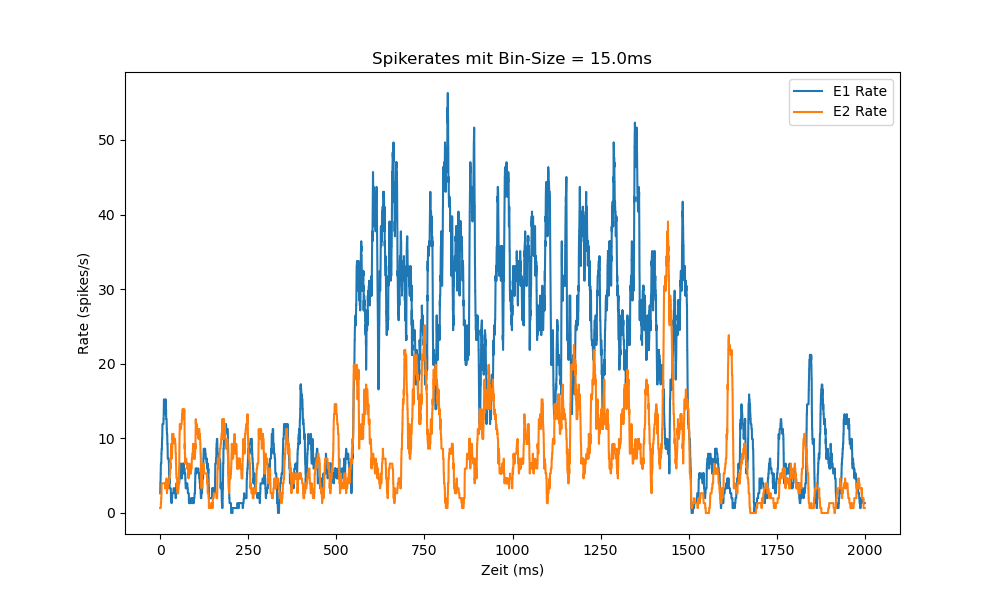 Spikerates mit Bin-Size = 15.0ms
E1 Rate
E2 Rate
50
40
30
20
10
0
Rate (spikes/s)
0 250 500 750 1000 1250 1500 1750 2000
Zeit (ms)